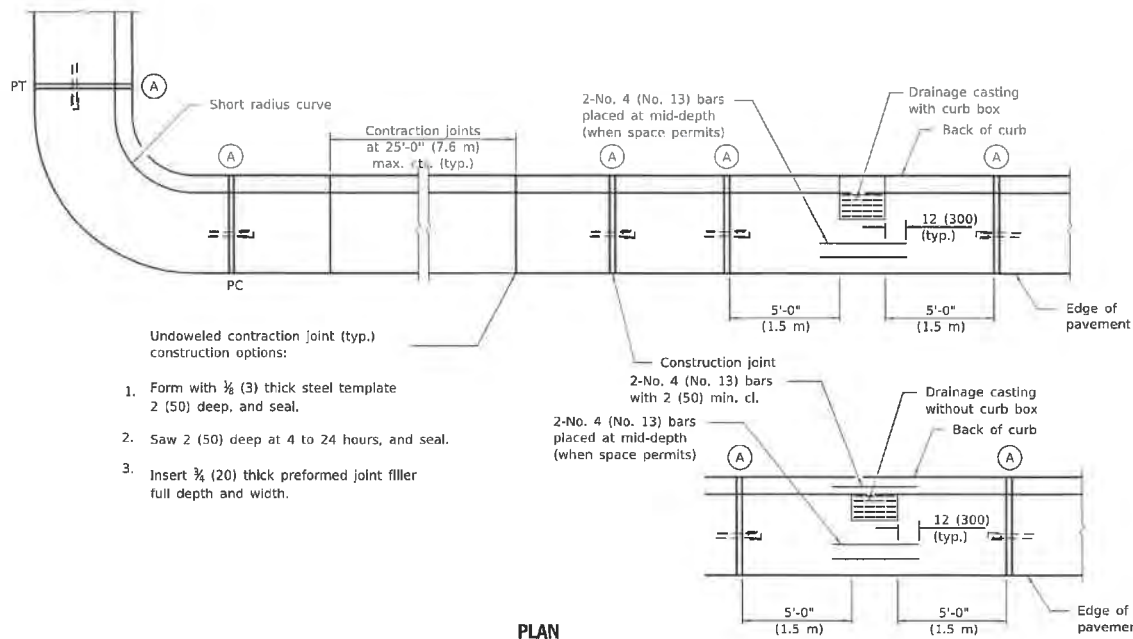 PT
A
Short radius curve
Contraction joints
at 25'-0" (7.6 m)
max. cts. (typ.)
A
A
A
A
2-No. 4 (No. 13) bars
placed at mid-depth
(when space permits)
Drainage casting
with curb box
Back of curb
12 (300)
(typ.)
PC
5'-0"
(1.5 m)
5'-0"
(1.5 m)
Edge of
pavement
Undoweled contraction joint (typ.)
construction options:
1. Form with ⅛ (3) thick steel template
2 (50) deep, and seal.
2. Saw 2 (50) deep at 4 to 24 hours, and seal.
3. Insert ¾ (20) thick preformed joint filler
full depth and width.
Construction joint
2-No. 4 (No. 13) bars
with 2 (50) min. cl.
2-No. 4 (No. 13) bars
placed at mid-depth
(when space permits)
Drainage casting
without curb box
Back of curb
A
A
12 (300)
(typ.)
5'-0"
(1.5 m)
5'-0"
(1.5 m)
Edge of
PLAN